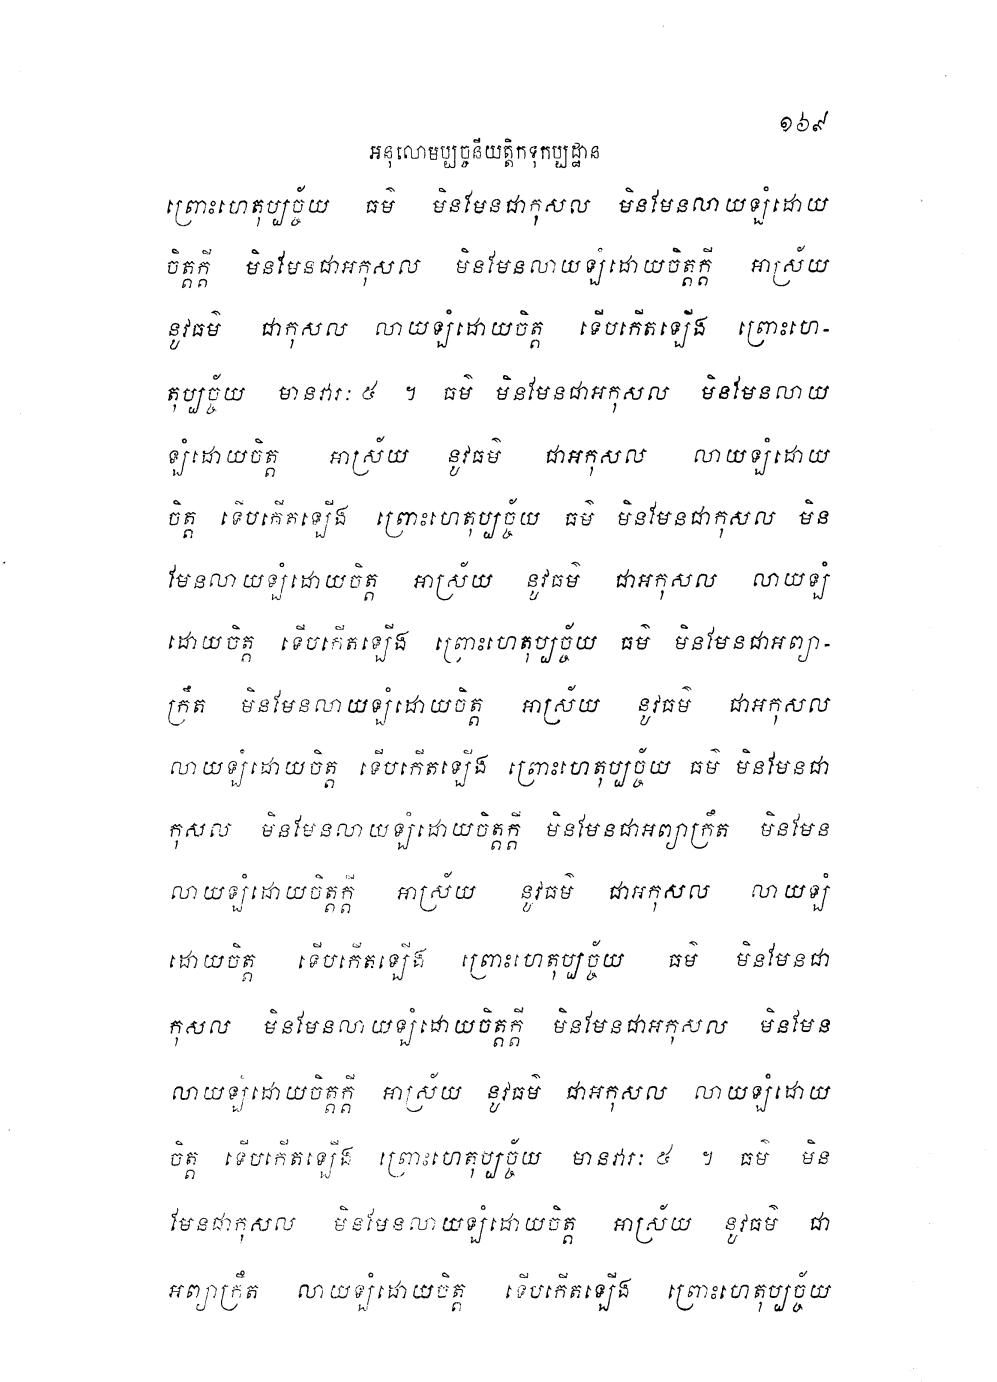 ១៦៩
អនុលោមប្បច្ចនីយត្តិកទុកប្បដ្ឋាន
ព្រោះហេតុប្បច្ច័យ ធម៌ មិនមែនជាកុសល មិនមែនលាយឡំដោយ
ចិត្តក្តី មិនមែនជាអកុសល មិនមែនលាយឡំដោយចិត្តក្តី អាស្រ័យ
នូវធម៌ ជាកុសល លាយឡំដោយចិត្ត ទើបកើតឡើង ព្រោះហេ-
តុប្បច្ច័យ មានវារៈ ៥ ។ ធម៌ មិនមែនជាអកុសល មិនមែនលាយ
ឡំដោយចិត្ត អាស្រ័យ នូវធម៌ ជាអកុសល លាយឡំដោយ
ចិត្ត ទើបកើតឡើង ព្រោះហេតុប្បច្ច័យ ធម៌ មិនមែនជាកុសល មិន
មែនលាយឡំដោយចិត្ត អាស្រ័យ នូវធម៌ ជាអកុសល លាយឡំ
ដោយចិត្ត ទើបកើតឡើង ព្រោះហេតុប្បច្ច័យ ធម៌ មិនមែនជាអព្យា-
ក្រឹត មិនមែនលាយឡំដោយចិត្ត អាស្រ័យ នូវធម៌ ជាអកុសល
លាយឡំដោយចិត្ត ទើបកើតឡើង ព្រោះហេតុប្បច្ច័យ ធម៌ មិនមែនជា
កុសល មិនមែនលាយឡំដោយចិត្តក្តី មិនមែនជាអព្យាក្រឹត មិនមែន
លាយឡំដោយចិត្តក្តី អាស្រ័យ នូវធម៌ ជាអកុសល លាយឡំ
ដោយចិត្ត ទើបកើតឡើង ព្រោះហេតុប្បច្ច័យ ធម៌ មិនមែនជា
កុសល មិនមែនលាយឡំដោយចិត្តក្តី មិនមែនជាអកុសល មិនមែន
លាយឡំដោយចិត្តក្តី អាស្រ័យ នូវធម៌ ជាអកុសល លាយឡំដោយ
ចិត្ត ទើបកើតឡើង ព្រោះហេតុប្បច្ច័យ មានវារៈ ៥ ។ ធម៌ មិន
មែនជាកុសល មិនមែនលាយឡំដោយចិត្ត អាស្រ័យ នូវធម៌ ជា
អព្យាក្រឹត លាយឡំដោយចិត្ត ទើបកើតឡើង ព្រោះហេតុប្បច្ច័យ